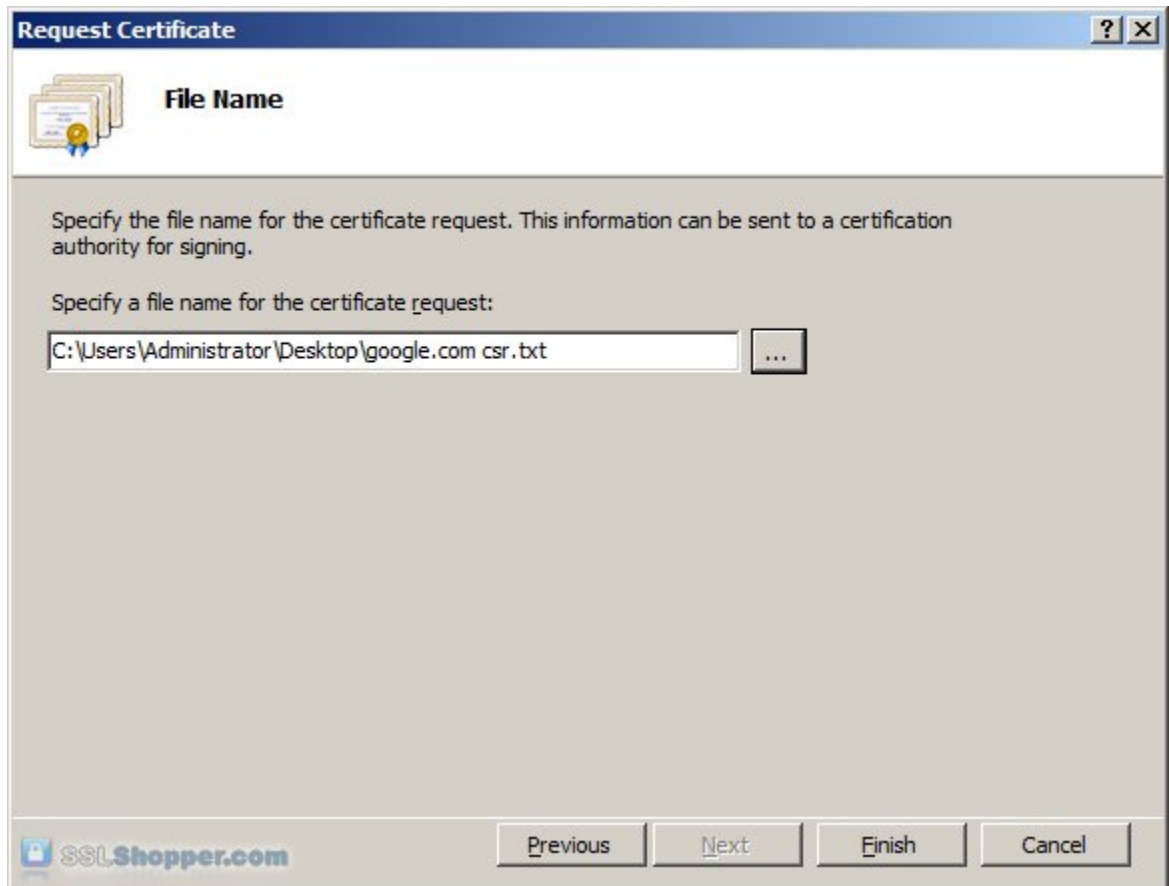 Request Certificate
File Name
Specify the file name for the certificate request. This information can be sent to a certification
authority for signing.
Specify a file name for the certificate request:
C:\Users\Administrator\Desktop\google.com csr.txt
...
Previous
Next
Finish
Cancel
SSLShopper.com